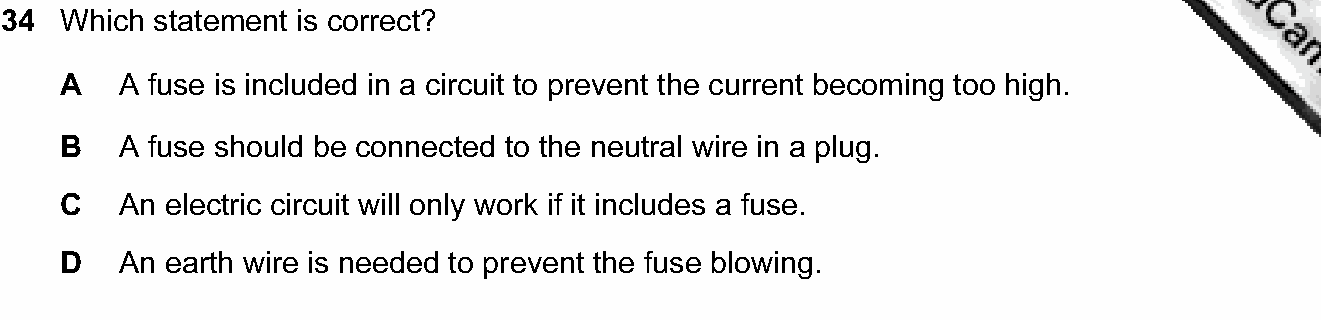 34 Which statement is correct?
A A fuse is included in a circuit to prevent the current becoming too high.
B A fuse should be connected to the neutral wire in a plug.
C An electric circuit will only work if it includes a fuse.
D An earth wire is needed to prevent the fuse blowing.